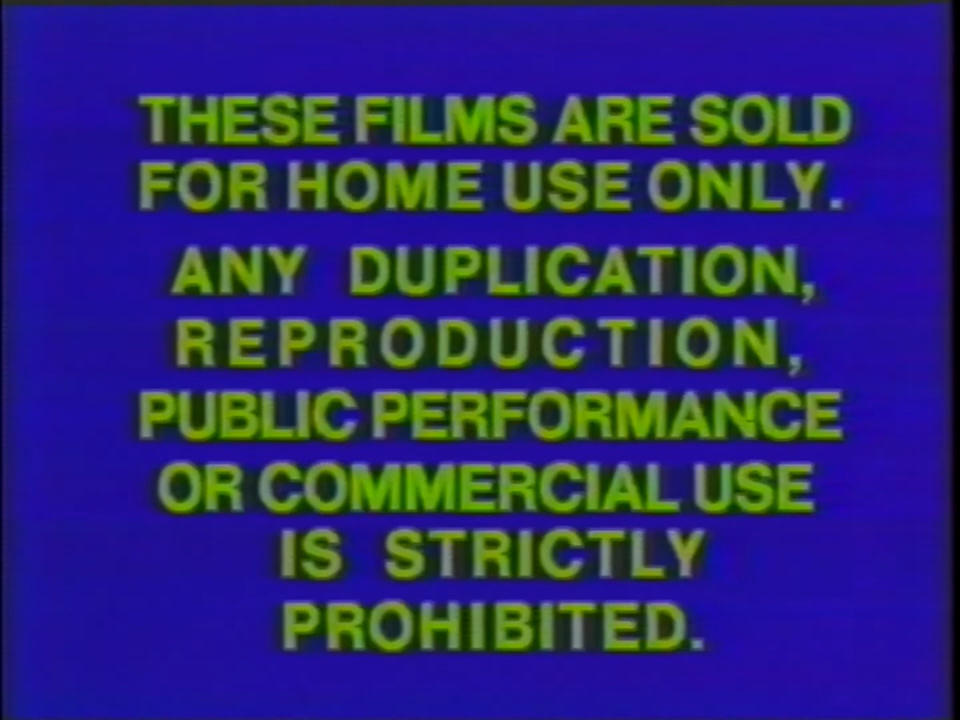 THESE FILMS ARE SOLD
FOR HOME USE ONLY.
ANY DUPLICATION,
REPRODUCTION,
PUBLIC PERFORMANCE
OR COMMERCIAL USE
IS STRICTLY
PROHIBITED.